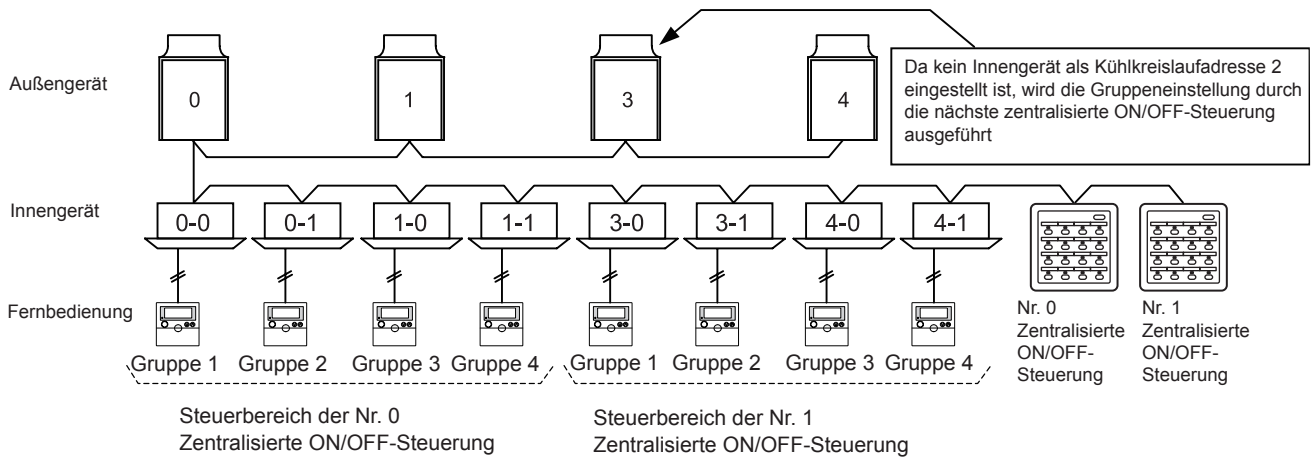 Da kein Innengerät als Kühlkreislaufadresse 2
eingestellt ist, wird die Gruppeneinstellung durch
die nächste zentralisierte ON/OFF-Steuerung
ausgeführt
Außengerät
0
1
3
4
Innengerät
0-0
0-1
1-0
1-1
3-0
3-1
4-0
4-1
Fernbedienung
Gruppe 1
Gruppe 2
Gruppe 3
Gruppe 4
Gruppe 1
Gruppe 2
Gruppe 3
Gruppe 4
Nr. 0
Zentralisierte
ON/OFF-
Steuerung
Nr. 1
Zentralisierte
ON/OFF-
Steuerung
Steuerbereich der Nr. 0
Zentralisierte ON/OFF-Steuerung
Steuerbereich der Nr. 1
Zentralisierte ON/OFF-Steuerung